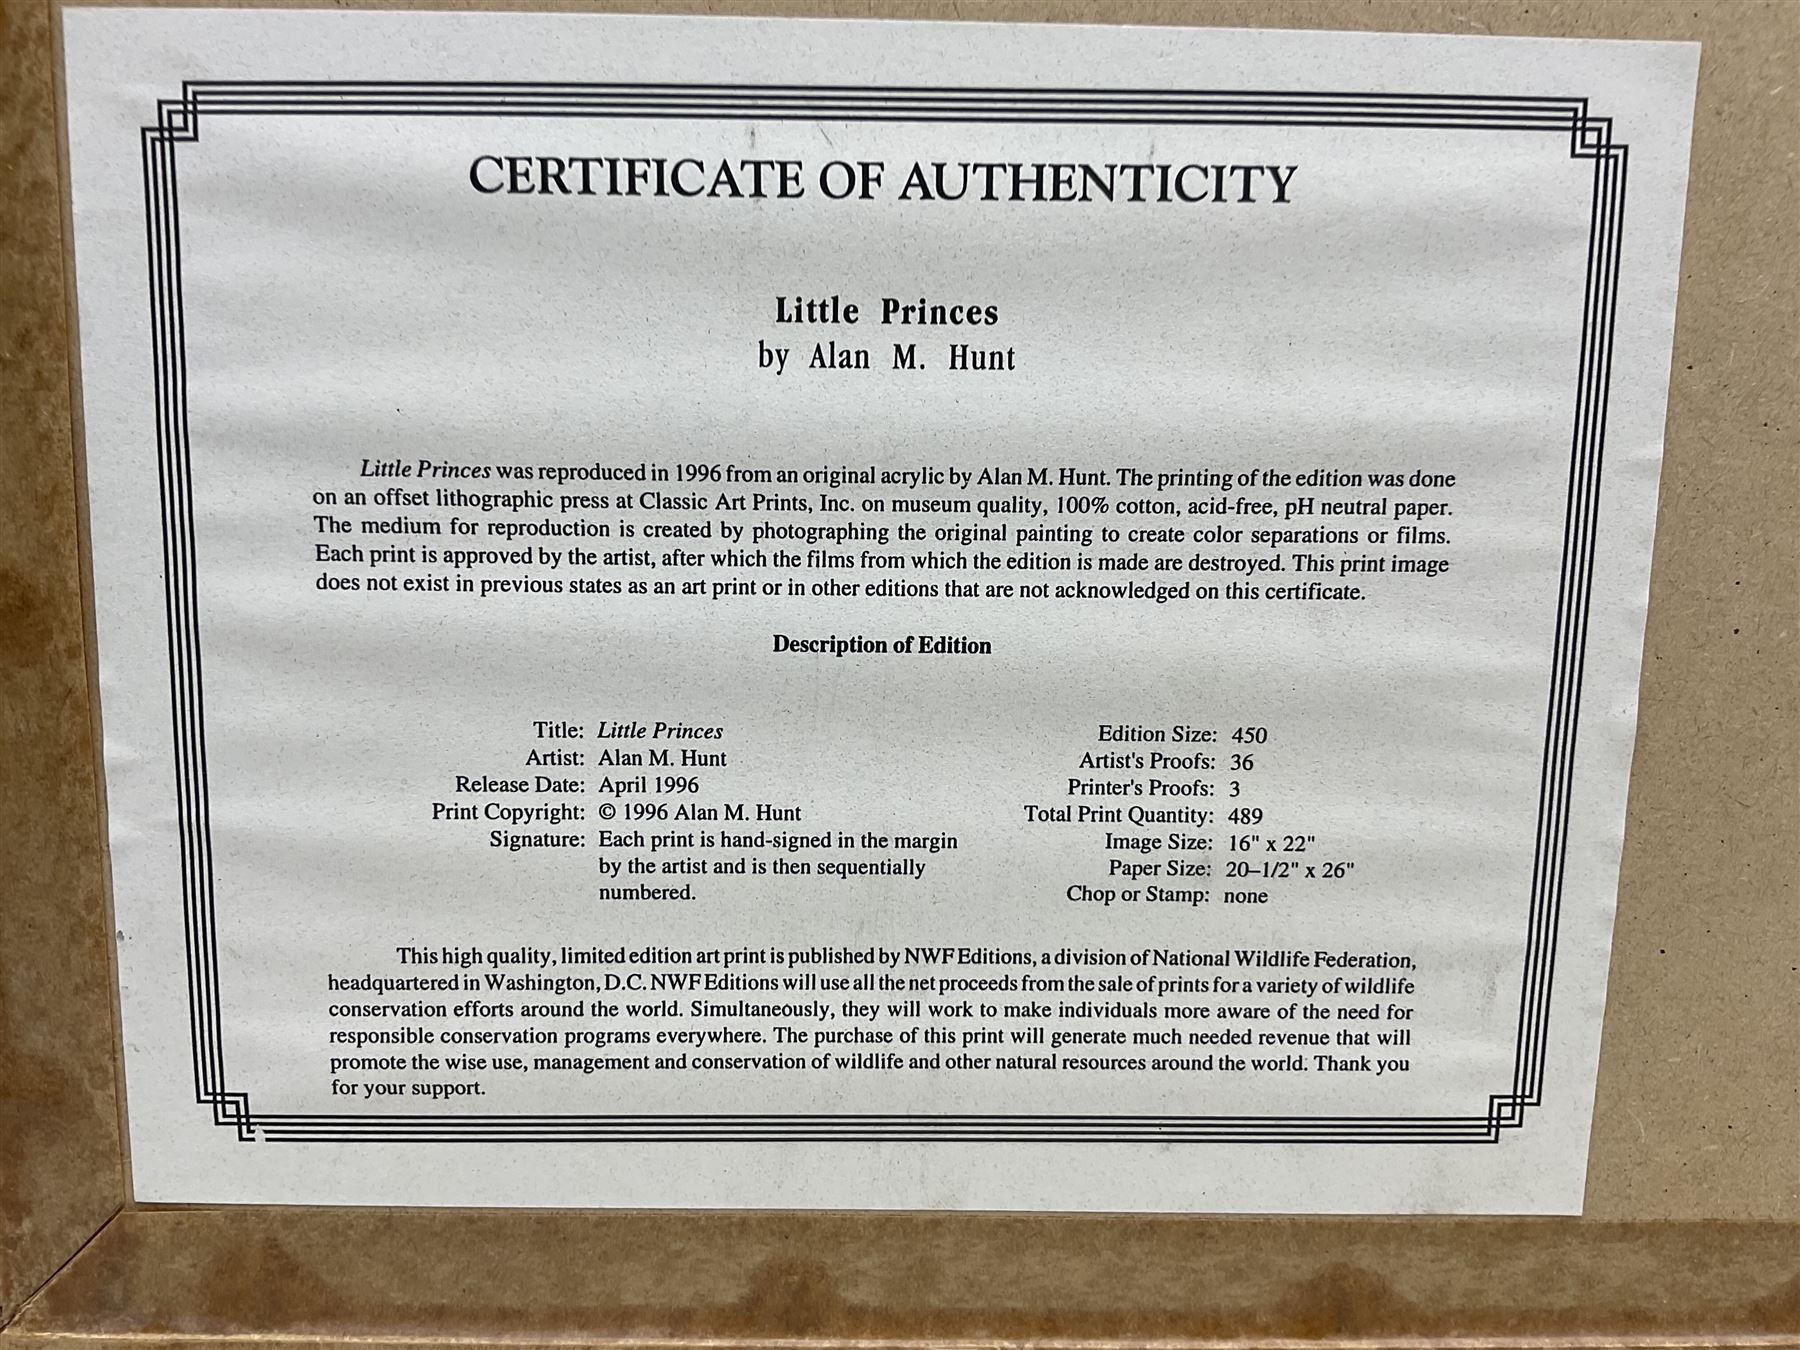 CERTIFICATE OF AUTHENTICITY
Little Princes
by Alan M. Hunt
Little Princes was reproduced in 1996 from an original acrylic by Alan M. Hunt. The printing of the edition was done
on an offset lithographic press at Classic Art Prints, Inc. on museum quality, 100% cotton, acid-free, pH neutral paper.
The medium for reproduction is created by photographing the original painting to create color separations or films.
Each print is approved by the artist, after which the films from which the edition is made are destroyed. This print image
does not exist in previous states as an art print or in other editions that are not acknowledged on this certificate.
Description of Edition
Title: Little Princes
Artist: Alan M. Hunt
Release Date: April 1996
Print Copyright: © 1996 Alan M. Hunt
Signature: Each print is hand-signed in the margin
by the artist and is then sequentially
numbered.
Edition Size: 450
Artist's Proofs: 36
Printer's Proofs: 3
Total Print Quantity: 489
Image Size: 16" x 22"
Paper Size: 20–1/2" x 26"
Chop or Stamp: none
This high quality, limited edition art print is published by NWF Editions, a division of National Wildlife Federation,
headquartered in Washington, D.C. NWF Editions will use all the net proceeds from the sale of prints for a variety of wildlife
conservation efforts around the world. Simultaneously, they will work to make individuals more aware of the need for
responsible conservation programs everywhere. The purchase of this print will generate much needed revenue that will
promote the wise use, management and conservation of wildlife and other natural resources around the world. Thank you
for your support.